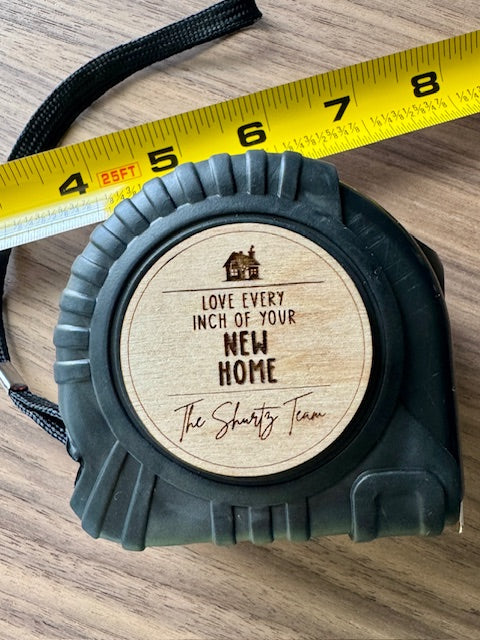 4 25FT 5 6 7 8
LOVE EVERY
INCH OF YOUR
NEW
HOME
The Shurtz Team